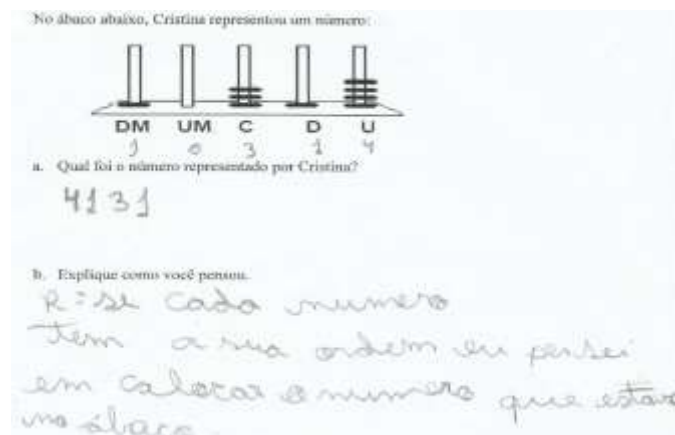 No ábaco abaixo, Cristina representou um número:
DM UM C D U
1 0 3 1 4
a. Qual foi o número representado por Cristina?
4131
b. Explique como você pensou.
R = se cada numero
Tem a sua ordem eu pensei
em calocar o numero que estava
no ábaco